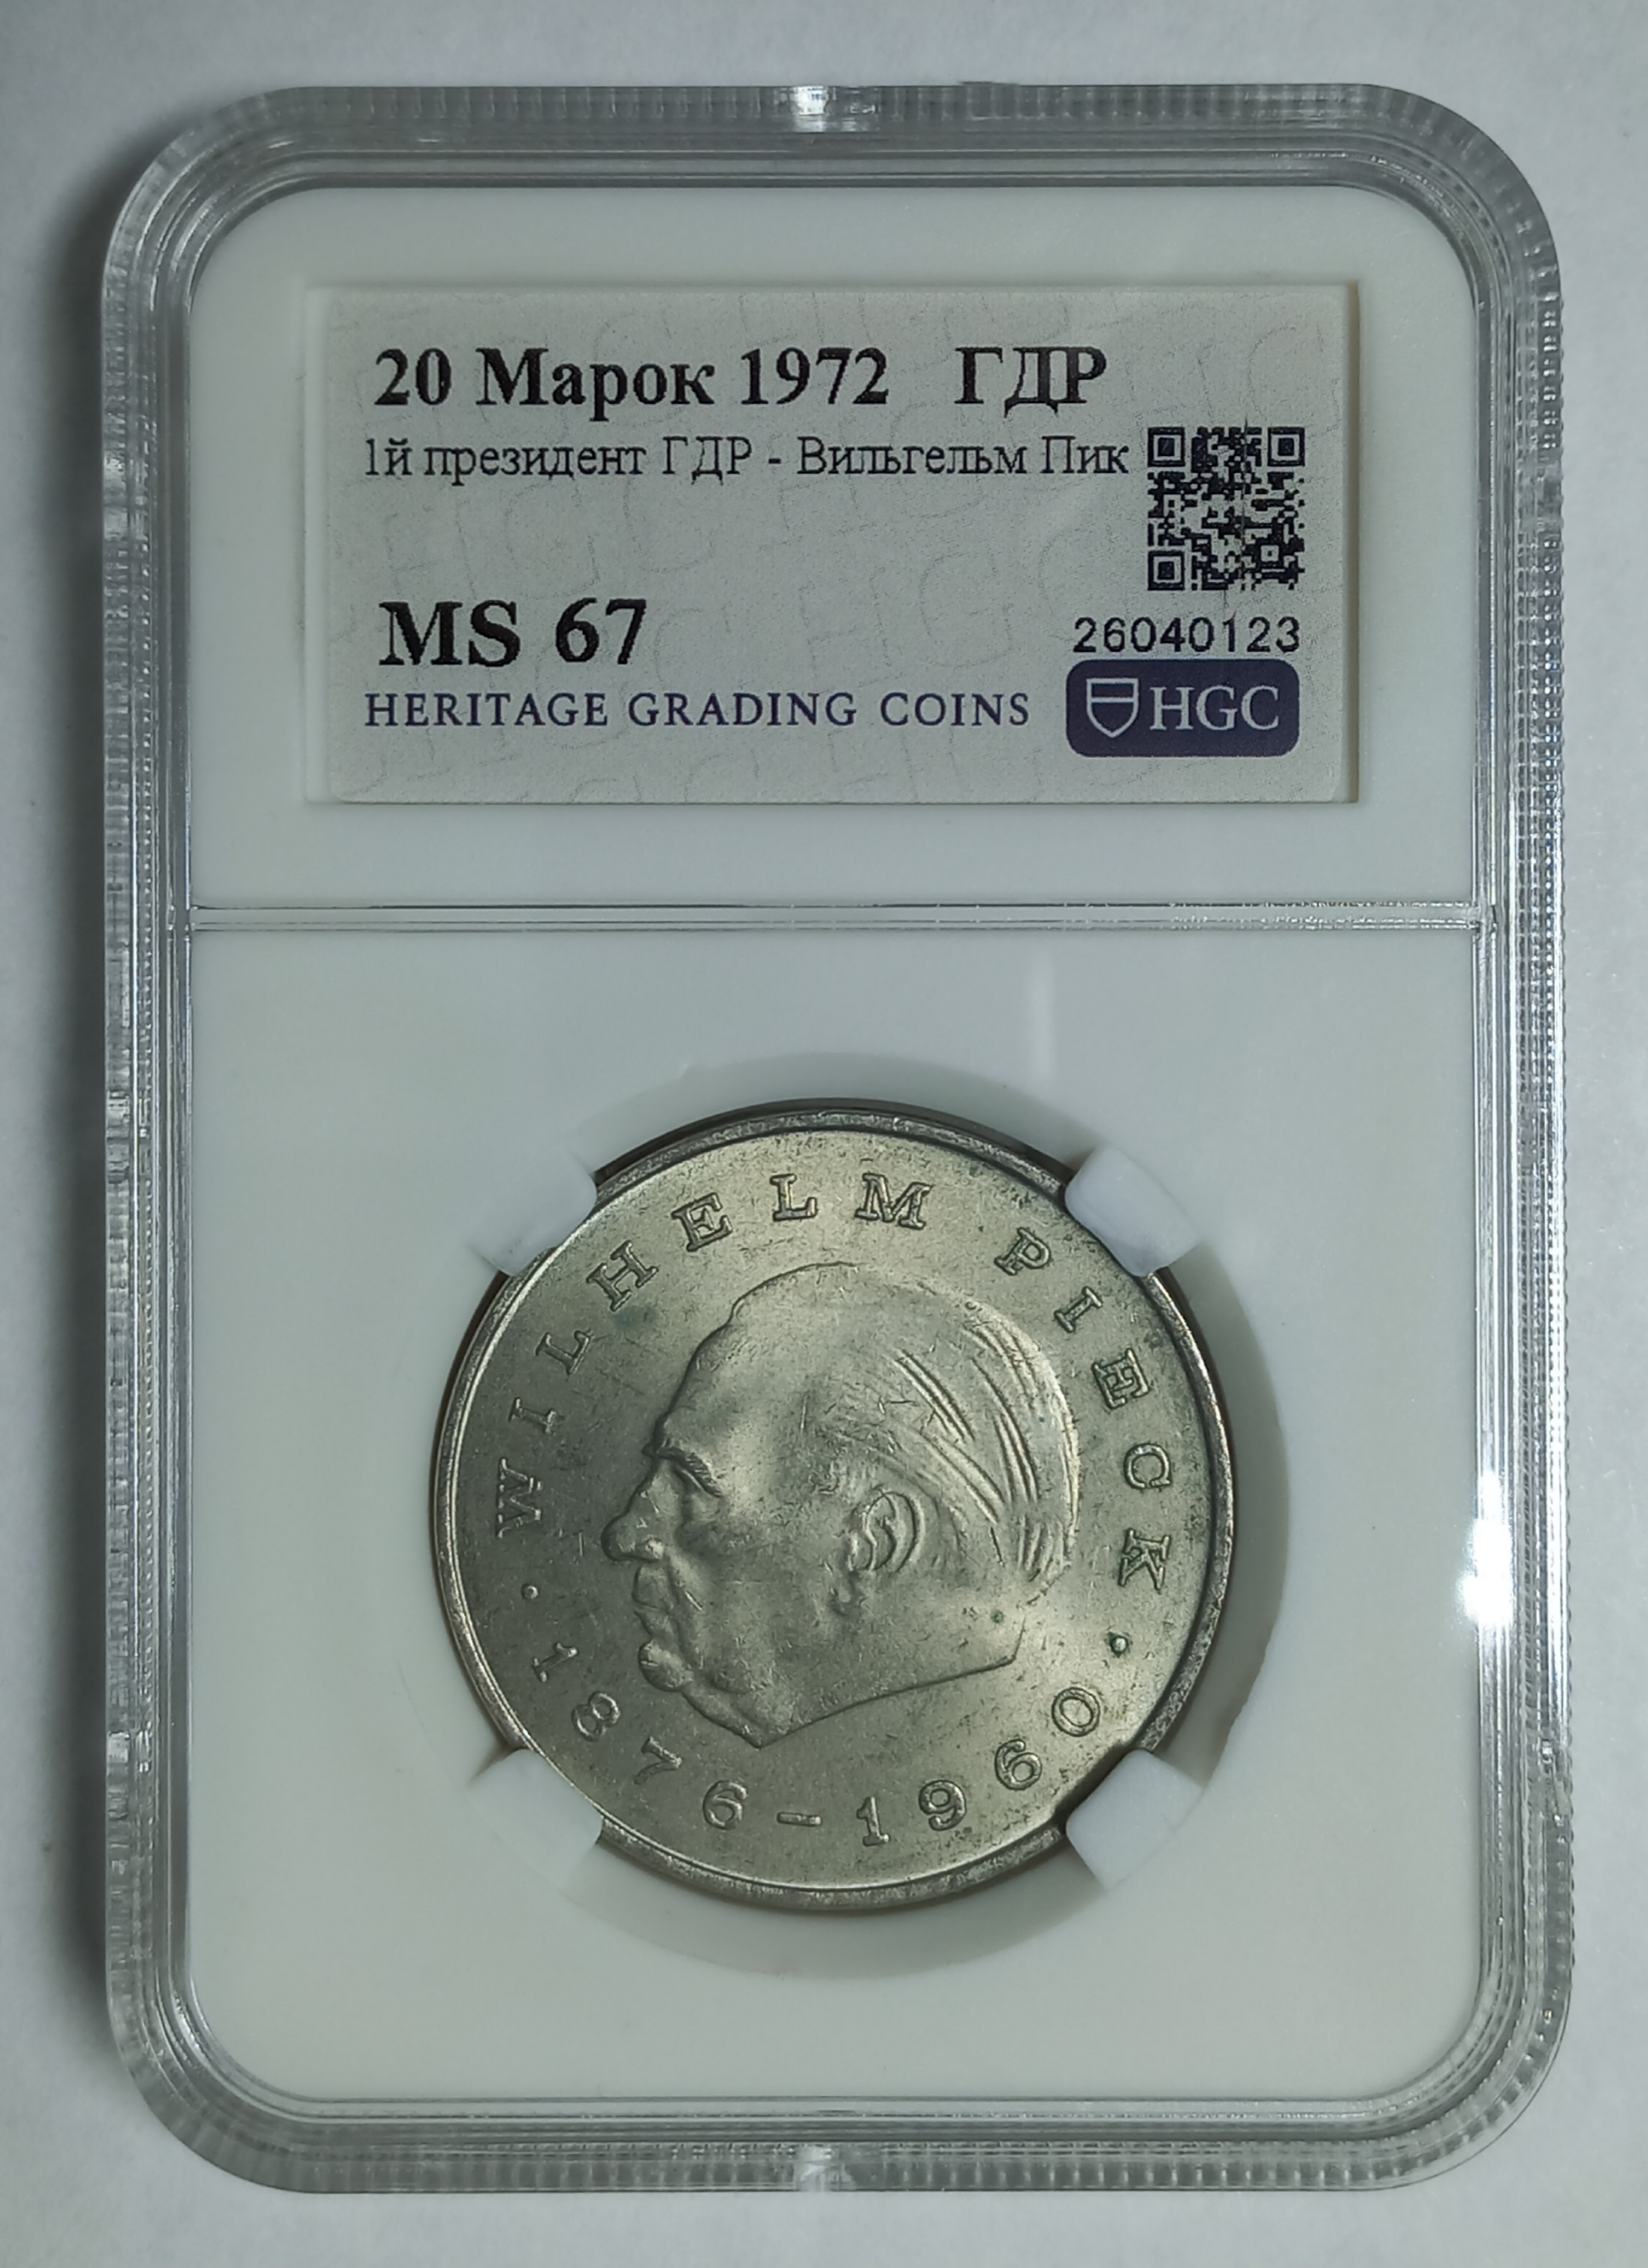 20 Марок 1972 ГДР
1й президент ГДР - Вильгельм Пик
MS 67
26040123
HERITAGE GRADING COINS
HGC
· WILHELM PIECK ·
1876-1960